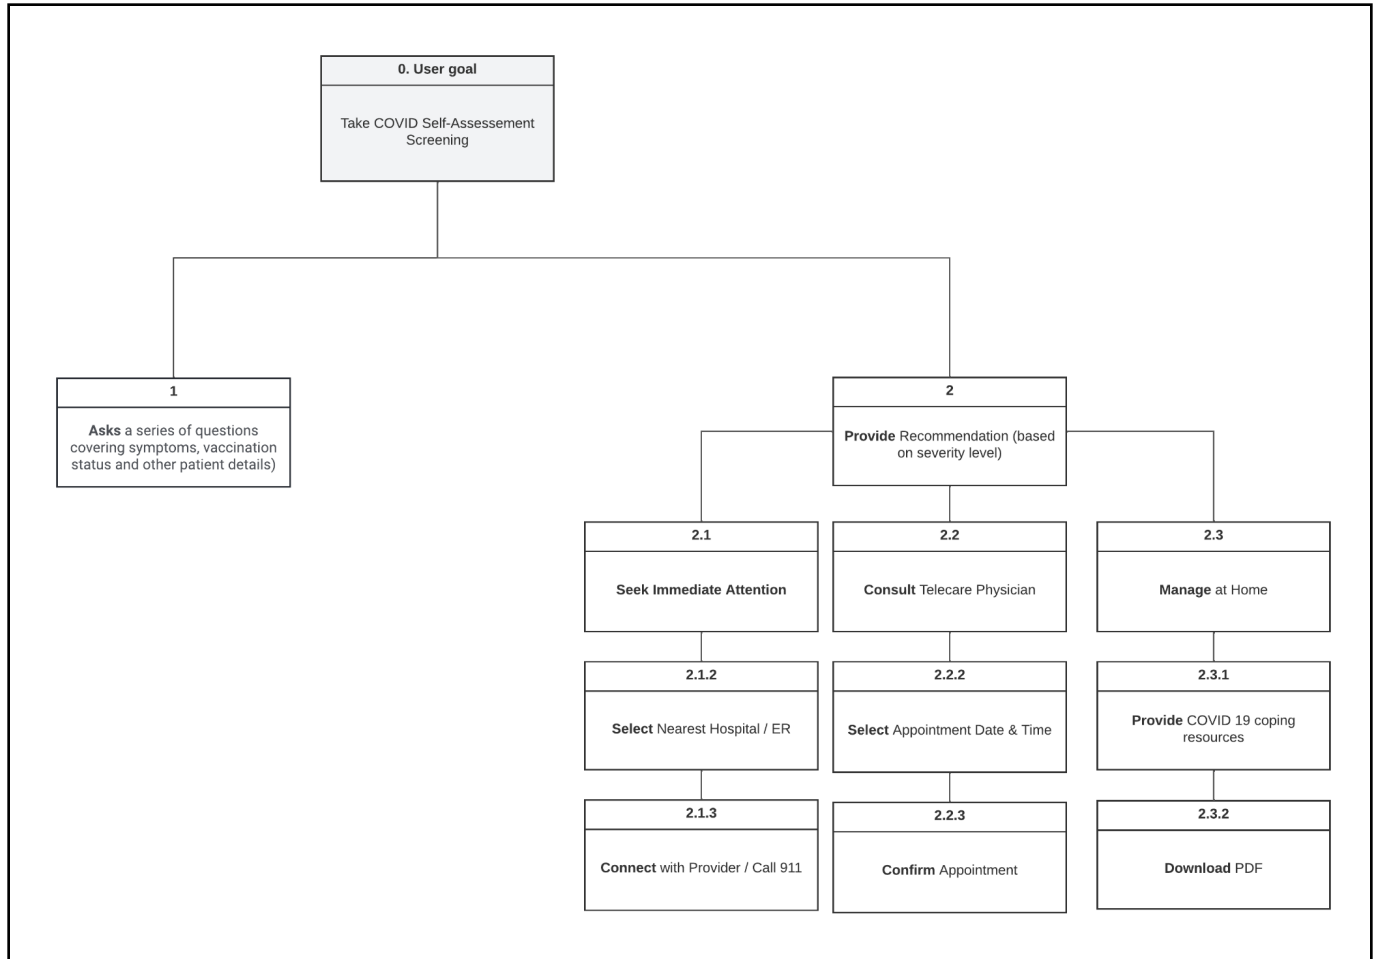 0. User goal
Take COVID Self-Assessement
Screening
1
Asks a series of questions
covering symptoms, vaccination
status and other patient details)
2
Provide Recommendation (based
on severity level)
2.1
Seek Immediate Attention
2.2
Consult Telecare Physician
2.3
Manage at Home
2.1.2
Select Nearest Hospital / ER
2.2.2
Select Appointment Date & Time
2.3.1
Provide COVID 19 coping
resources
2.1.3
Connect with Provider / Call 911
2.2.3
Confirm Appointment
2.3.2
Download PDF